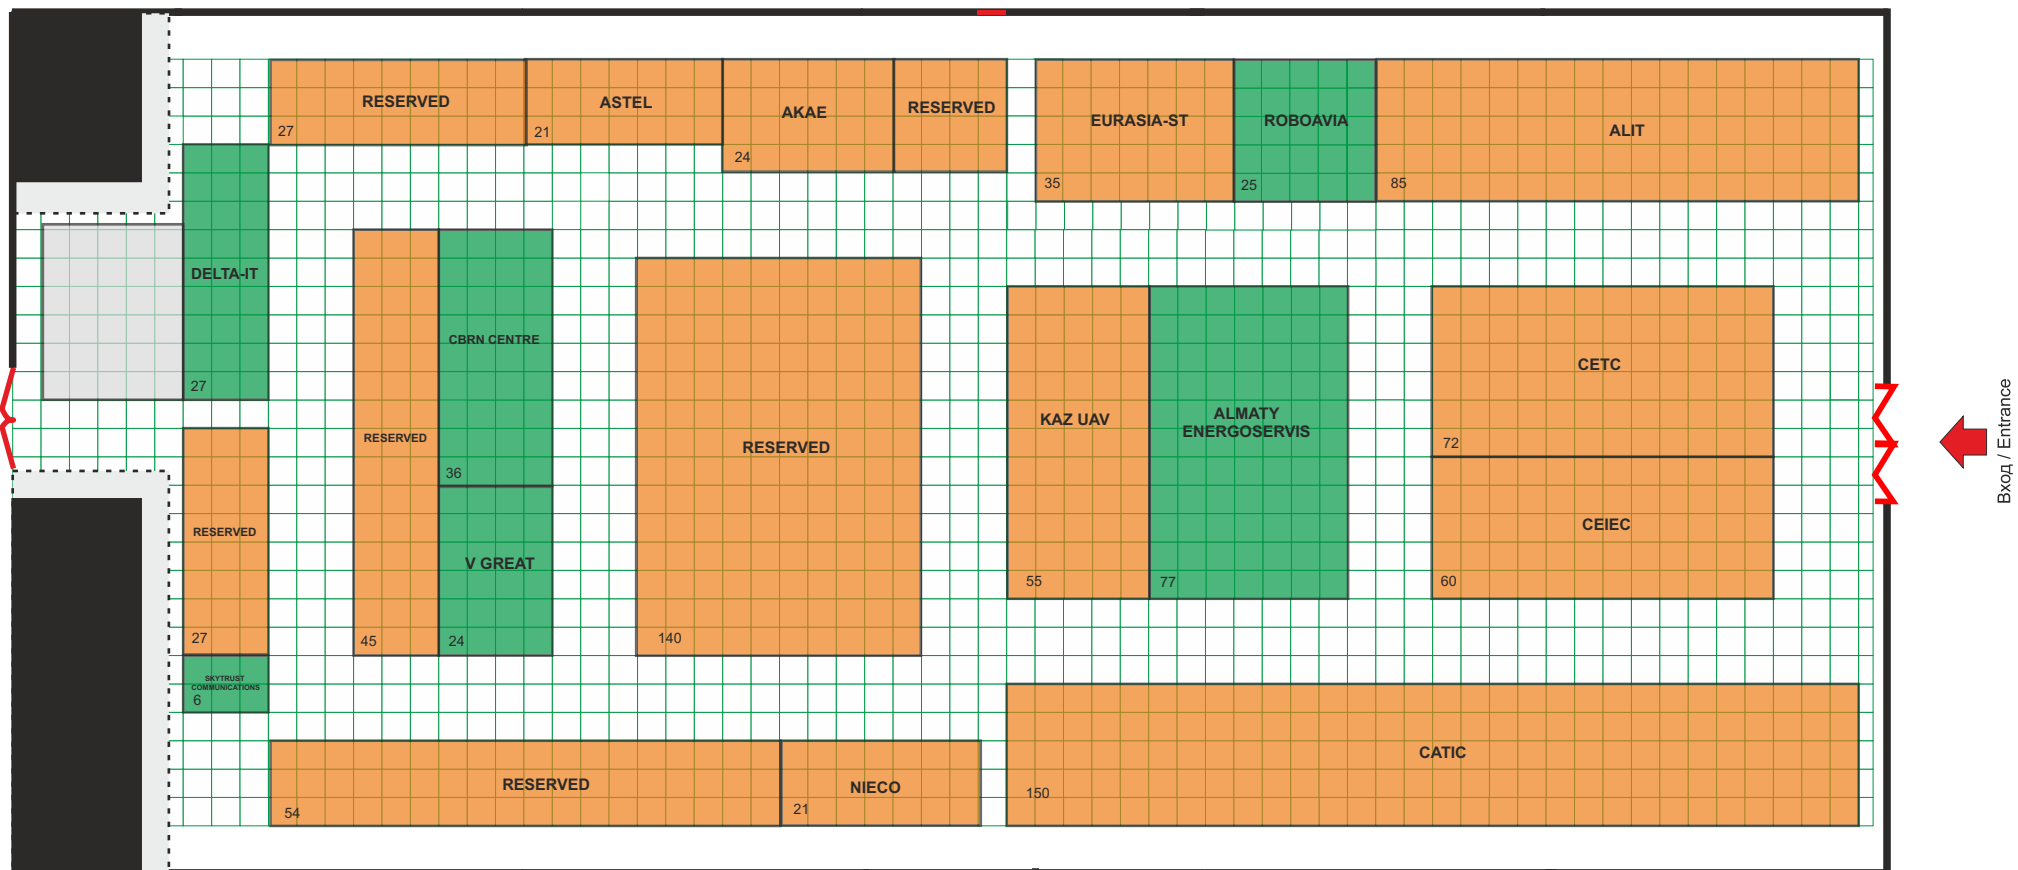 RESERVED
27
ASTEL
21
AKAE
24
RESERVED
EURASIA-ST
35
ROBOAVIA
25
ALIT
85
DELTA-IT
27
RESERVED
45
CBRN CENTRE
36
V GREAT
24
RESERVED
140
KAZ UAV
55
ALMATY
ENERGOSERVIS
77
CETC
72
CEIEC
60
Вход / Entrance
RESERVED
27
SKYTRUST
COMMUNICATIONS
6
RESERVED
54
NIECO
21
CATIC
150